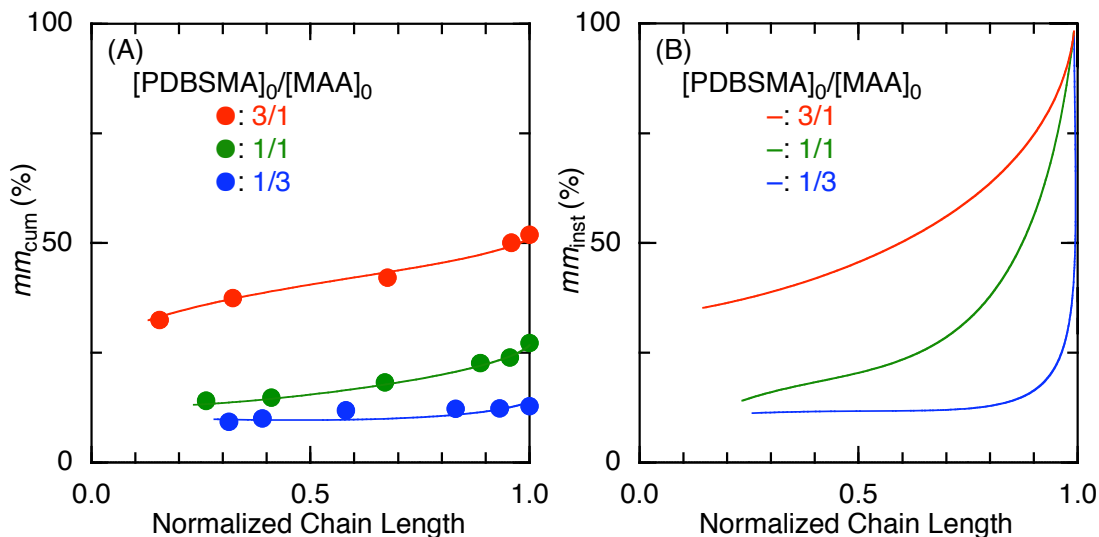 (A)
[PDBSMA]0/[MAA]0
: 3/1
: 1/1
: 1/3
100
50
0
mmcum (%)
0.0 0.5 1.0
Normalized Chain Length
(B)
[PDBSMA]0/[MAA]0
–: 3/1
–: 1/1
–: 1/3
100
50
0
mminst (%)
0.0 0.5 1.0
Normalized Chain Length